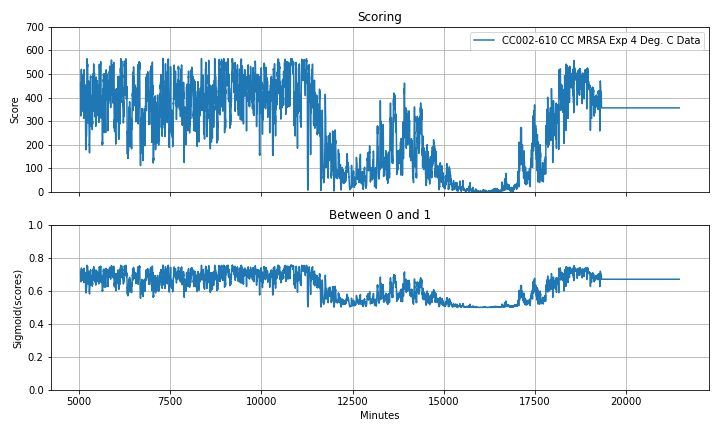 Scoring
700
600
500
400
300
200
100
0
Score
CC002-610 CC MRSA Exp 4 Deg. C Data
Between 0 and 1
1.0
0.8
0.6
0.4
0.2
0.0
Sigmoid(scores)
5000 7500 10000 12500 15000 17500 20000
Minutes